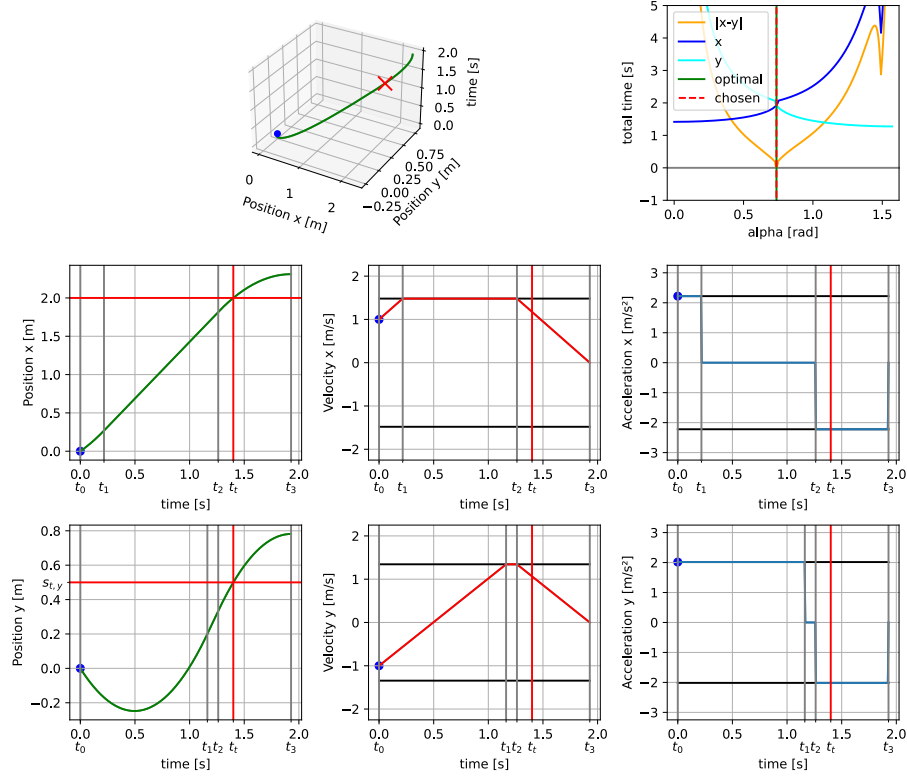 2.0
1.5
1.0
0.5
0.0
time [s]
0
1
2
Position x [m]
0.75
0.50
0.25
0.00
−0.25
Position y [m]
|x-y|
x
y
optimal
chosen
5
4
3
2
1
0
−1
total time [s]
0.0 0.5 1.0 1.5
alpha [rad]
2.0
1.5
1.0
0.5
0.0
Position x [m]
0.0 0.5 1.0 1.5 2.0
t0 t1 t2 tt t3
time [s]
2
1
0
−1
−2
Velocity x [m/s]
0.0 0.5 1.0 1.5 2.0
t0 t1 t2 tt t3
time [s]
3
2
1
0
−1
−2
−3
Acceleration x [m/s²]
0.0 0.5 1.0 1.5 2.0
t0 t1 t2 tt t3
time [s]
0.8
0.6
st,y
0.4
0.2
0.0
−0.2
Position y [m]
0.0 0.5 1.0 1.5 2.0
t0 t1 t2 tt t3
time [s]
2
1
0
−1
−2
Velocity y [m/s]
0.0 0.5 1.0 1.5 2.0
t0 t1 t2 tt t3
time [s]
3
2
1
0
−1
−2
−3
Acceleration y [m/s²]
0.0 0.5 1.0 1.5 2.0
t0 t1 t2 tt t3
time [s]